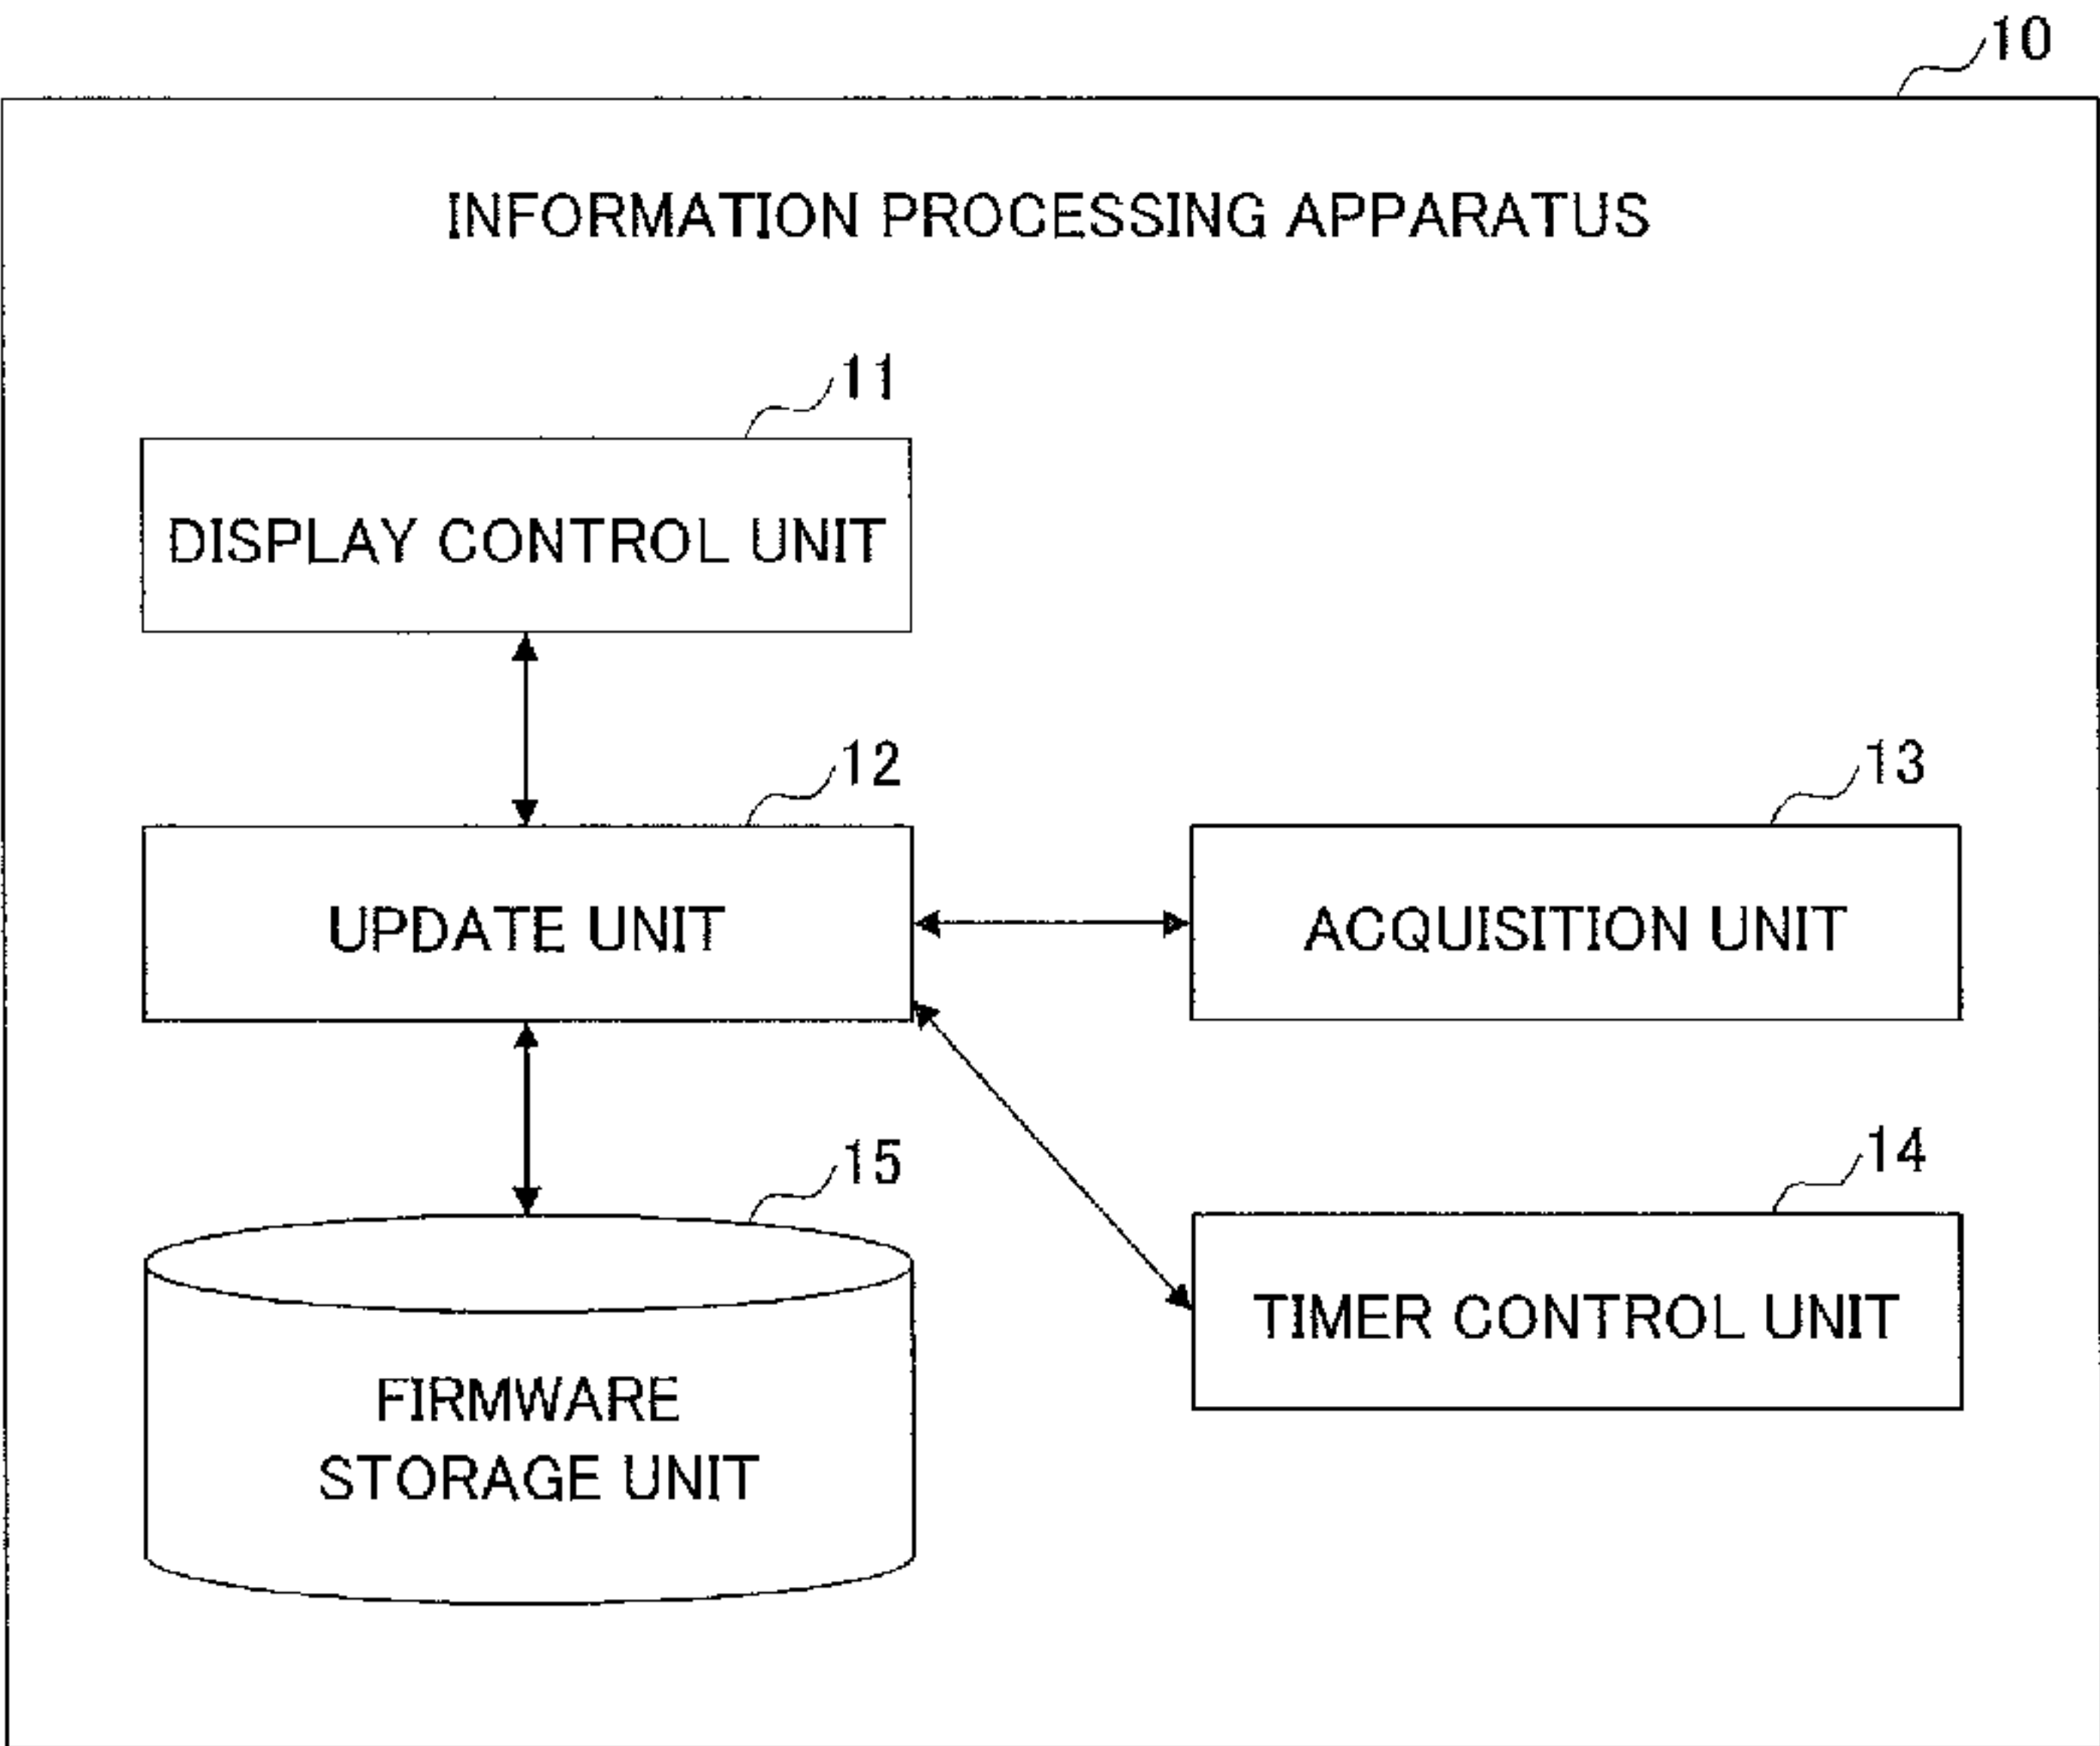 10
INFORMATION PROCESSING APPARATUS
11
DISPLAY CONTROL UNIT
12
UPDATE UNIT
13
ACQUISITION UNIT
14
TIMER CONTROL UNIT
15
FIRMWARE
STORAGE UNIT